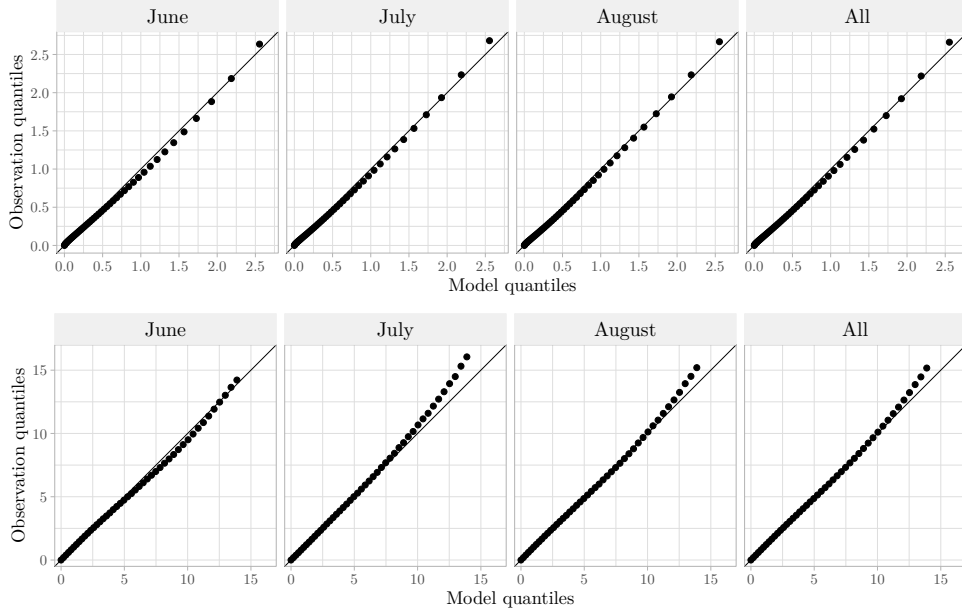 June July August All
2.5
2.0
1.5
1.0
0.5
0.0
Observation quantiles
0.0 0.5 1.0 1.5 2.0 2.5 0.0 0.5 1.0 1.5 2.0 2.5 0.0 0.5 1.0 1.5 2.0 2.5 0.0 0.5 1.0 1.5 2.0 2.5
Model quantiles
June July August All
15
10
5
0
Observation quantiles
0 5 10 15 0 5 10 15 0 5 10 15 0 5 10 15
Model quantiles